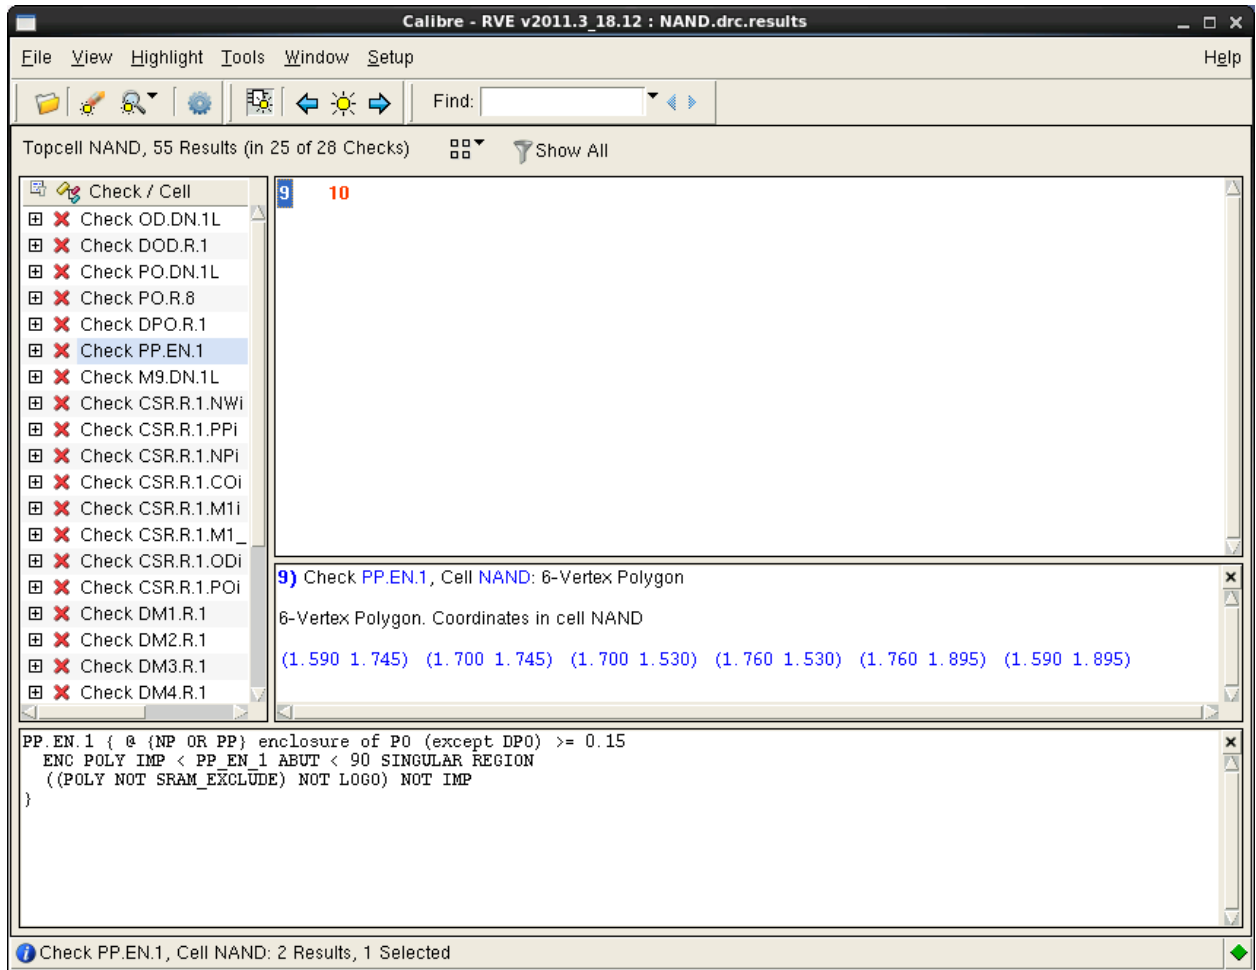 Calibre - RVE v2011.3_18.12 : NAND.drc.results
File View Highlight Tools Window Setup Help
Find:
Topcell NAND, 55 Results (in 25 of 28 Checks) Show All
Check / Cell
Check OD.DN.1L
Check DOD.R.1
Check PO.DN.1L
Check PO.R.8
Check DPO.R.1
Check PP.EN.1
Check M9.DN.1L
Check CSR.R.1.NWi
Check CSR.R.1.PPi
Check CSR.R.1.NPi
Check CSR.R.1.COi
Check CSR.R.1.M1i
Check CSR.R.1.M1_
Check CSR.R.1.ODi
Check CSR.R.1.POi
Check DM1.R.1
Check DM2.R.1
Check DM3.R.1
Check DM4.R.1
9 10
9) Check PP.EN.1, Cell NAND: 6-Vertex Polygon
6-Vertex Polygon. Coordinates in cell NAND
(1.590 1.745) (1.700 1.745) (1.700 1.530) (1.760 1.530) (1.760 1.895) (1.590 1.895)
PP.EN.1 { @ {NP OR PP} enclosure of PO (except DPO) >= 0.15
ENC POLY IMP < PP_EN_1 ABUT < 90 SINGULAR REGION
((POLY NOT SRAM_EXCLUDE) NOT LOGO) NOT IMP
}
Check PP.EN.1, Cell NAND: 2 Results, 1 Selected